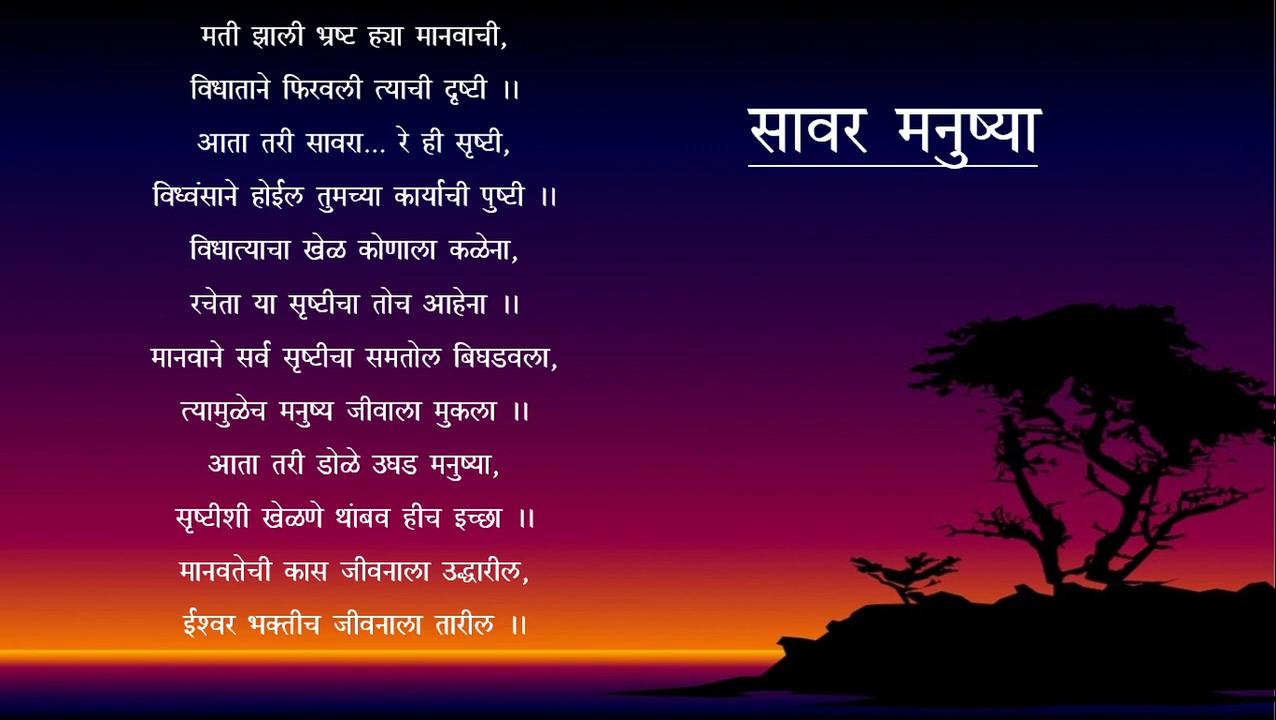 सावर मनुष्या
मती झाली भ्रष्ट ह्या मानवाची,
विधाताने फिरवली त्याची दृष्टी ।।
आता तरी सावरा... रे ही सृष्टी,
विध्वंसाने होईल तुमच्या कार्याची पुष्टी ।।
विधात्याचा खेळ कोणाला कळेना,
रचेता या सृष्टीचा तोच आहेना ।।
मानवाने सर्व सृष्टीचा समतोल बिघडवला,
त्यामुळेच मनुष्य जीवाला मुकला ।।
आता तरी डोळे उघड मनुष्या,
सृष्टीशी खेळणे थांबव हीच इच्छा ।।
मानवतेची कास जीवनाला उद्धारील,
ईश्वर भक्तीच जीवनाला तारील ।।